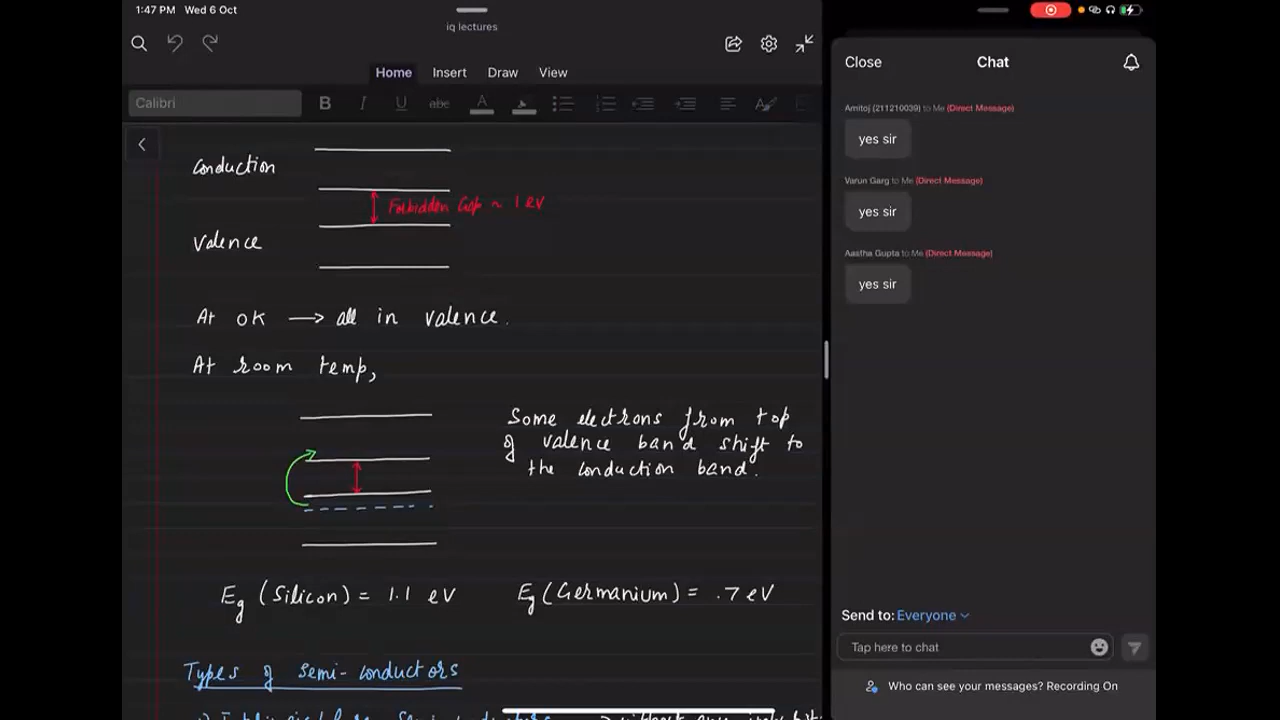 1:47 PM Wed 6 Oct
iq lectures
Home Insert Draw View
Calibri
B I U abc A
Conduction
Forbidden Gap ~ 1 eV
Valence
At 0K → all in valence.
At room temp,
Some electrons from top
of valence band shift to
the conduction band.
Eg (Silicon) = 1.1 eV Eg (Germanium) = .7 eV
Types of Semi-conductors
Close Chat
Amitoj (211210039) to Me (Direct Message)
yes sir
Varun Garg to Me (Direct Message)
yes sir
Aastha Gupta to Me (Direct Message)
yes sir
Send to: Everyone
Tap here to chat
Who can see your messages? Recording On